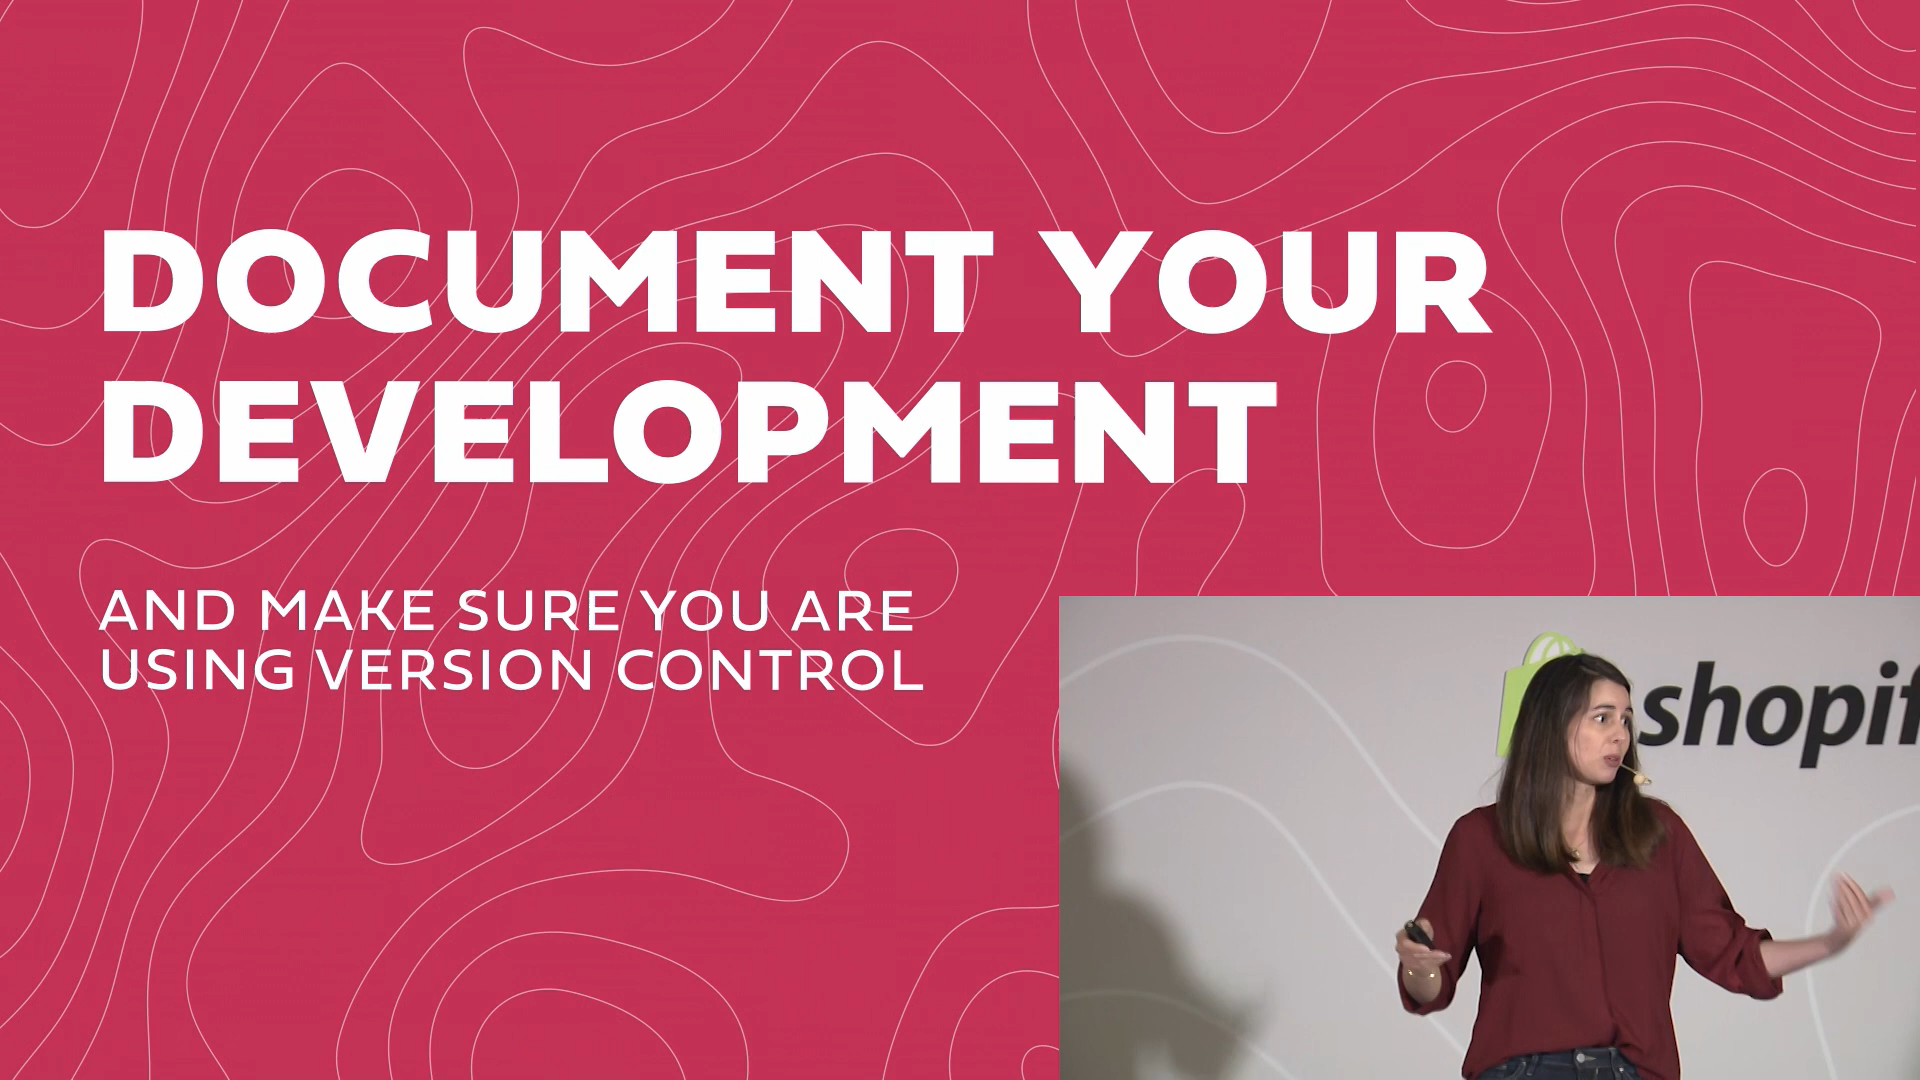 DOCUMENT YOUR
DEVELOPMENT
AND MAKE SURE YOU ARE
USING VERSION CONTROL
shopif